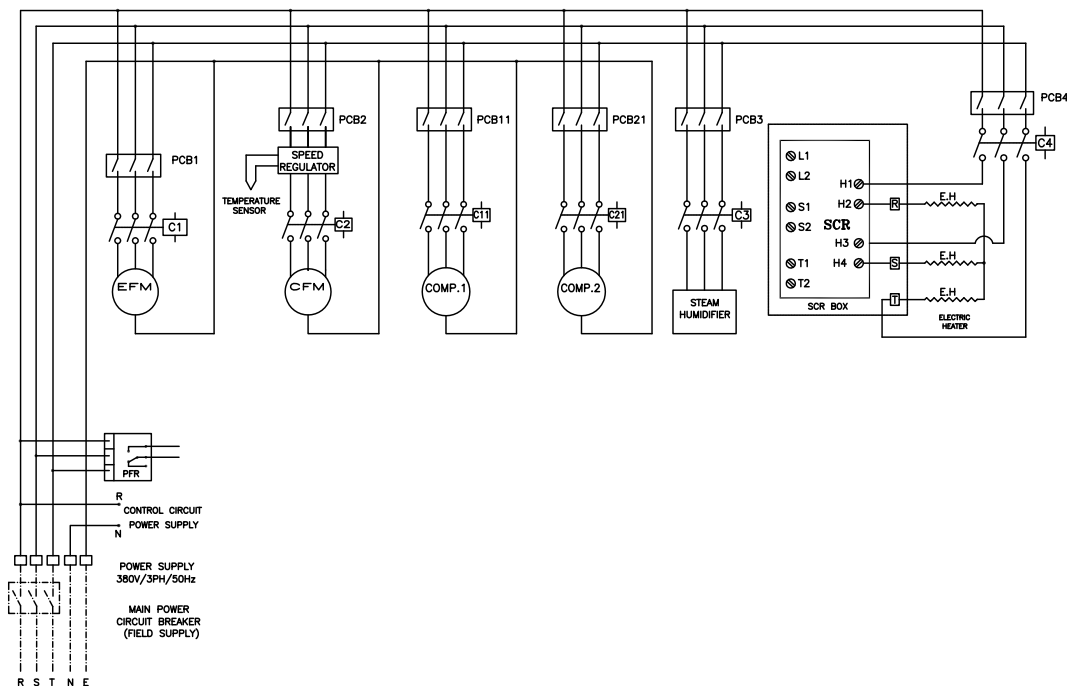 PCB1
PCB2
PCB11
PCB21
PCB3
PCB4
SPEED
REGULATOR
TEMPERATURE
SENSOR
C1
C2
C11
C21
C3
C4
EFM
CFM
COMP.1
COMP.2
STEAM
HUMIDIFIER
L1
L2
S1
S2
T1
T2
H1
H2
SCR
H3
H4
R
S
T
E.H
E.H
E.H
SCR BOX
ELECTRIC
HEATER
PFR
R
CONTROL CIRCUIT
POWER SUPPLY
N
POWER SUPPLY
380V/3PH/50Hz
MAIN POWER
CIRCUIT BREAKER
(FIELD SUPPLY)
R S T N E